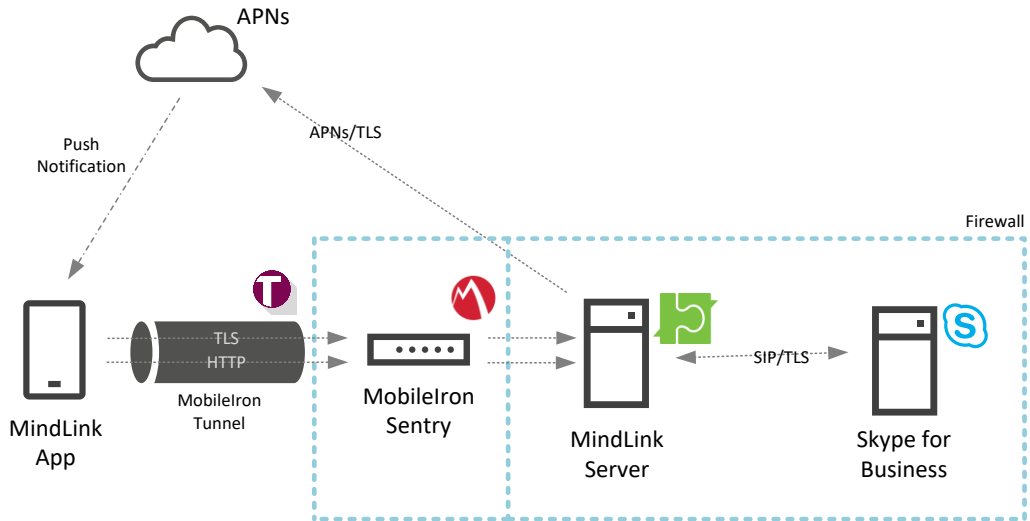 APNs
APNs/TLS
Push
Notification
Firewall
T
TLS
HTTP
MobileIron
Tunnel
MindLink
App
MobileIron
Sentry
MindLink
Server
SIP/TLS
S
Skype for
Business